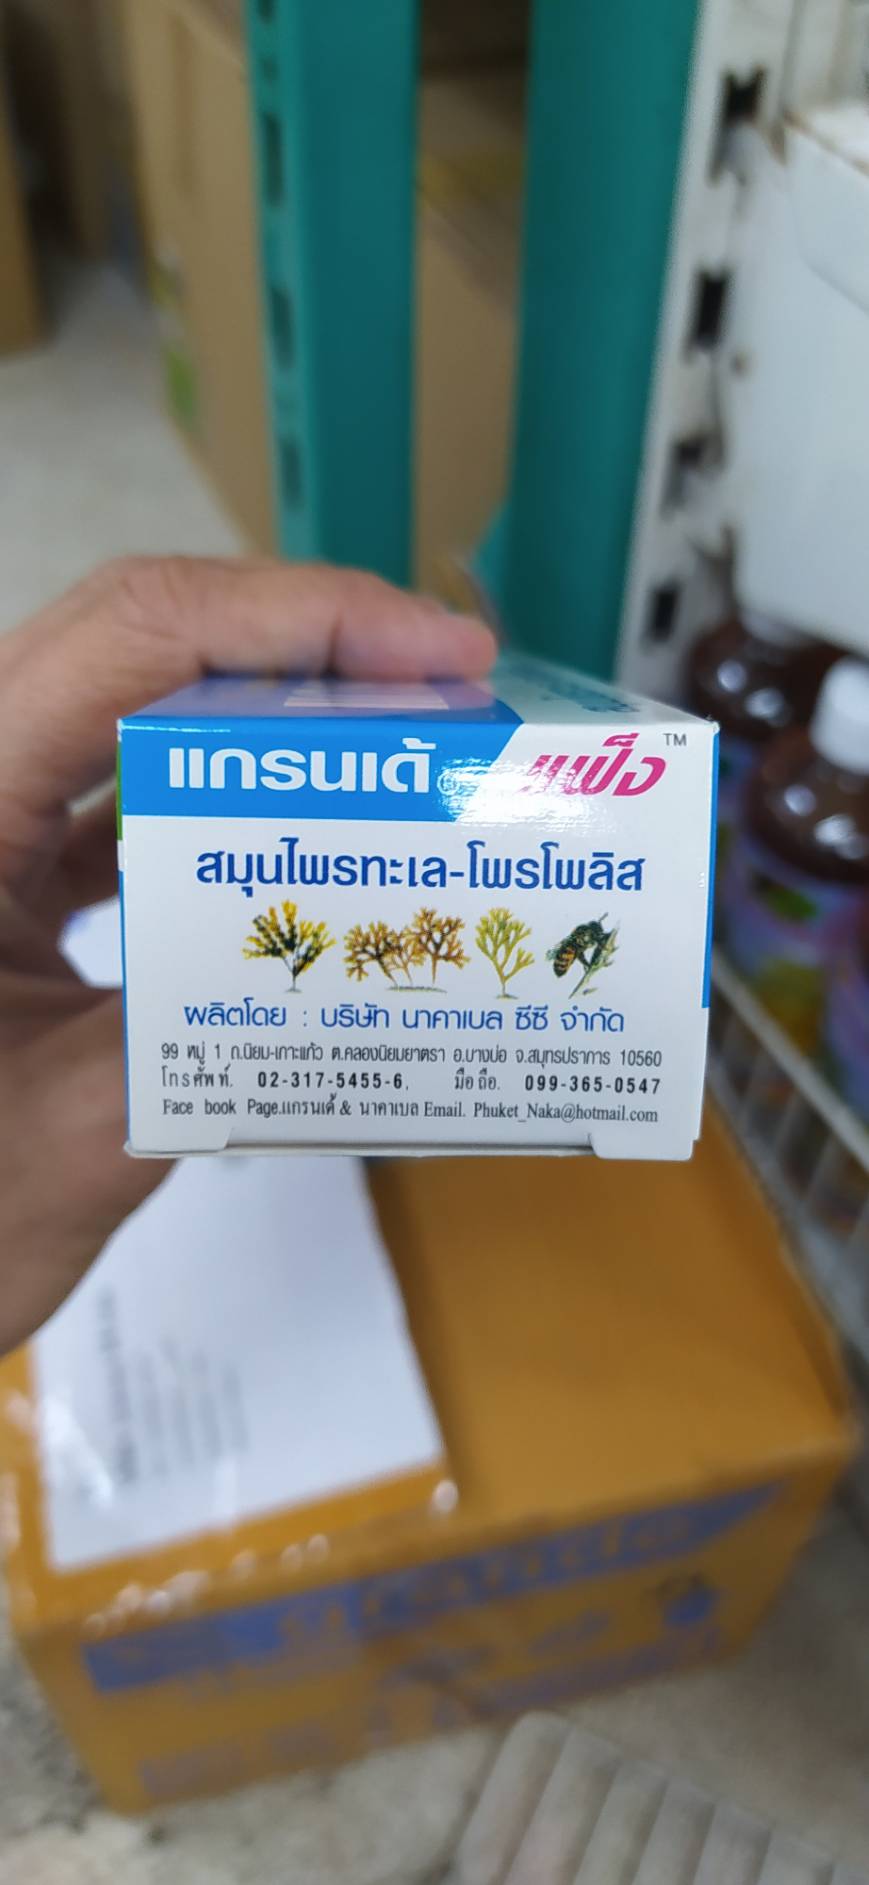 แกรนเด้ แฟ็ง TM
สมุนไพรทะเล-โพรโพลิส
ผลิตโดย : บริษัท นาคาเบล ซีซี จำกัด
99 หมู่ 1 ถ.นิยม-เกาะแก้ว ต.คลองนิยมยาตรา อ.บางบ่อ จ.สมุทรปราการ 10560
โทรศัพท์. 02-317-5455-6, มือถือ. 099-365-0547
Face book Page.แกรนเด้ & นาคาเบล Email. Phuket_Naka@hotmail.com